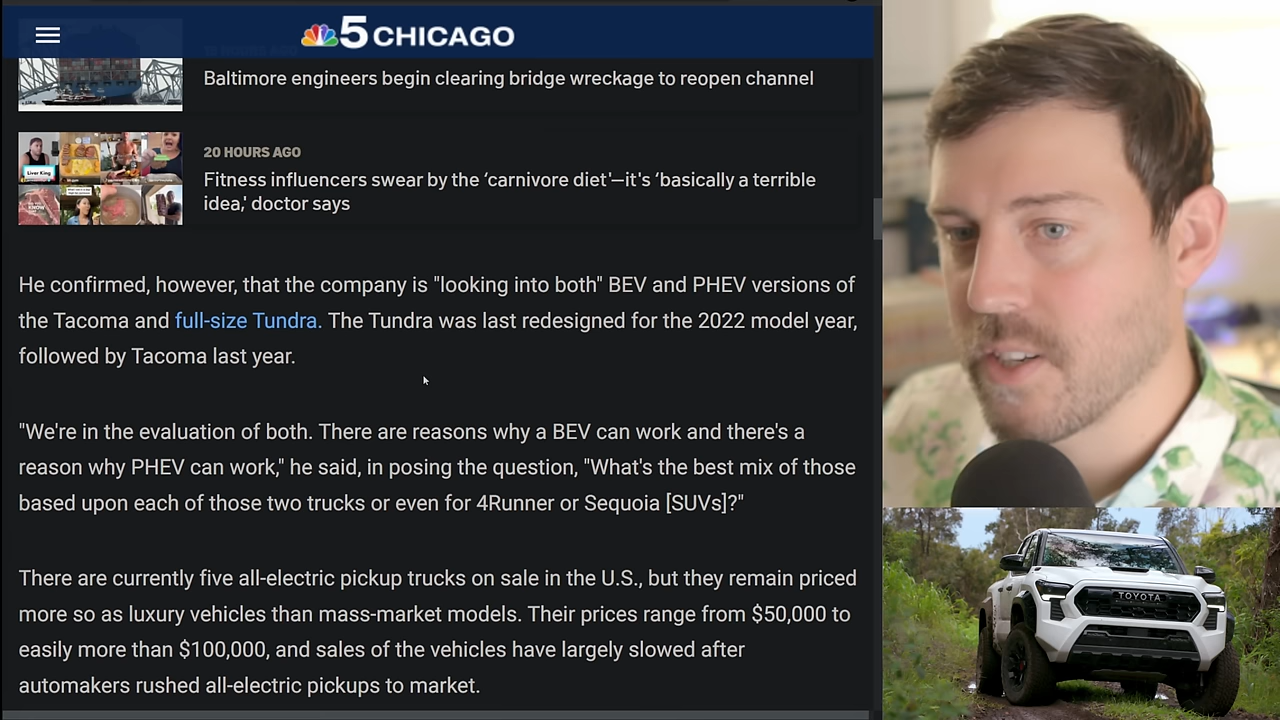 5 CHICAGO
Baltimore engineers begin clearing bridge wreckage to reopen channel
Liver King
20 HOURS AGO
Fitness influencers swear by the ‘carnivore diet’—it's ‘basically a terrible
idea,’ doctor says
He confirmed, however, that the company is "looking into both" BEV and PHEV versions of
the Tacoma and full-size Tundra. The Tundra was last redesigned for the 2022 model year,
followed by Tacoma last year.
"We're in the evaluation of both. There are reasons why a BEV can work and there's a
reason why PHEV can work," he said, in posing the question, "What's the best mix of those
based upon each of those two trucks or even for 4Runner or Sequoia [SUVs]?"
There are currently five all-electric pickup trucks on sale in the U.S., but they remain priced
more so as luxury vehicles than mass-market models. Their prices range from $50,000 to
easily more than $100,000, and sales of the vehicles have largely slowed after
automakers rushed all-electric pickups to market.
TOYOTA